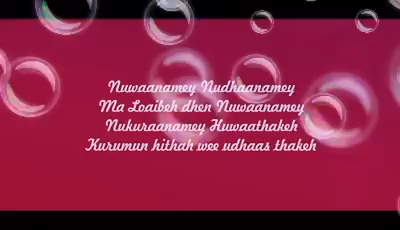 Nuwaanamey Nudhaanamey
Ma Loaibeh dhen Nuwaanamey
Nukuraanamey Huwaathakeh
Kurumun hithah wee udhaas thakeh